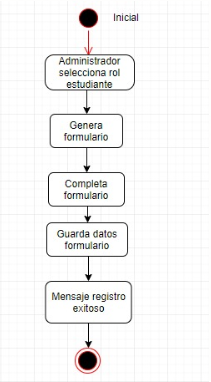 Inicial
Administrador
selecciona rol
estudiante
Genera
formulario
Completa
formulario
Guarda datos
formulario
Mensaje registro
exitoso